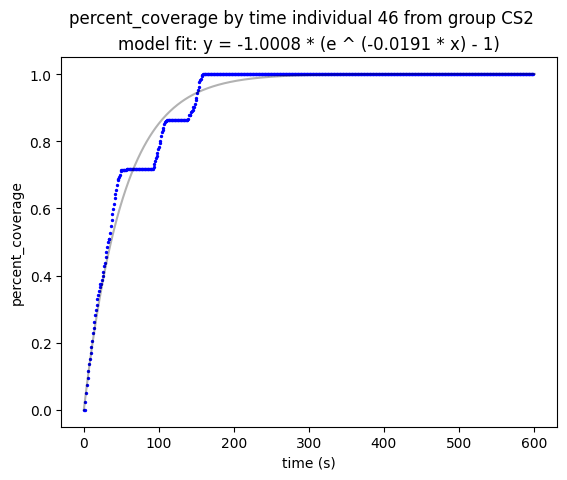 percent_coverage by time individual 46 from group CS2
model fit: y = -1.0008 * (e ^ (-0.0191 * x) - 1)
1.0
0.8
0.6
0.4
0.2
0.0
percent_coverage
0 100 200 300 400 500 600
time (s)